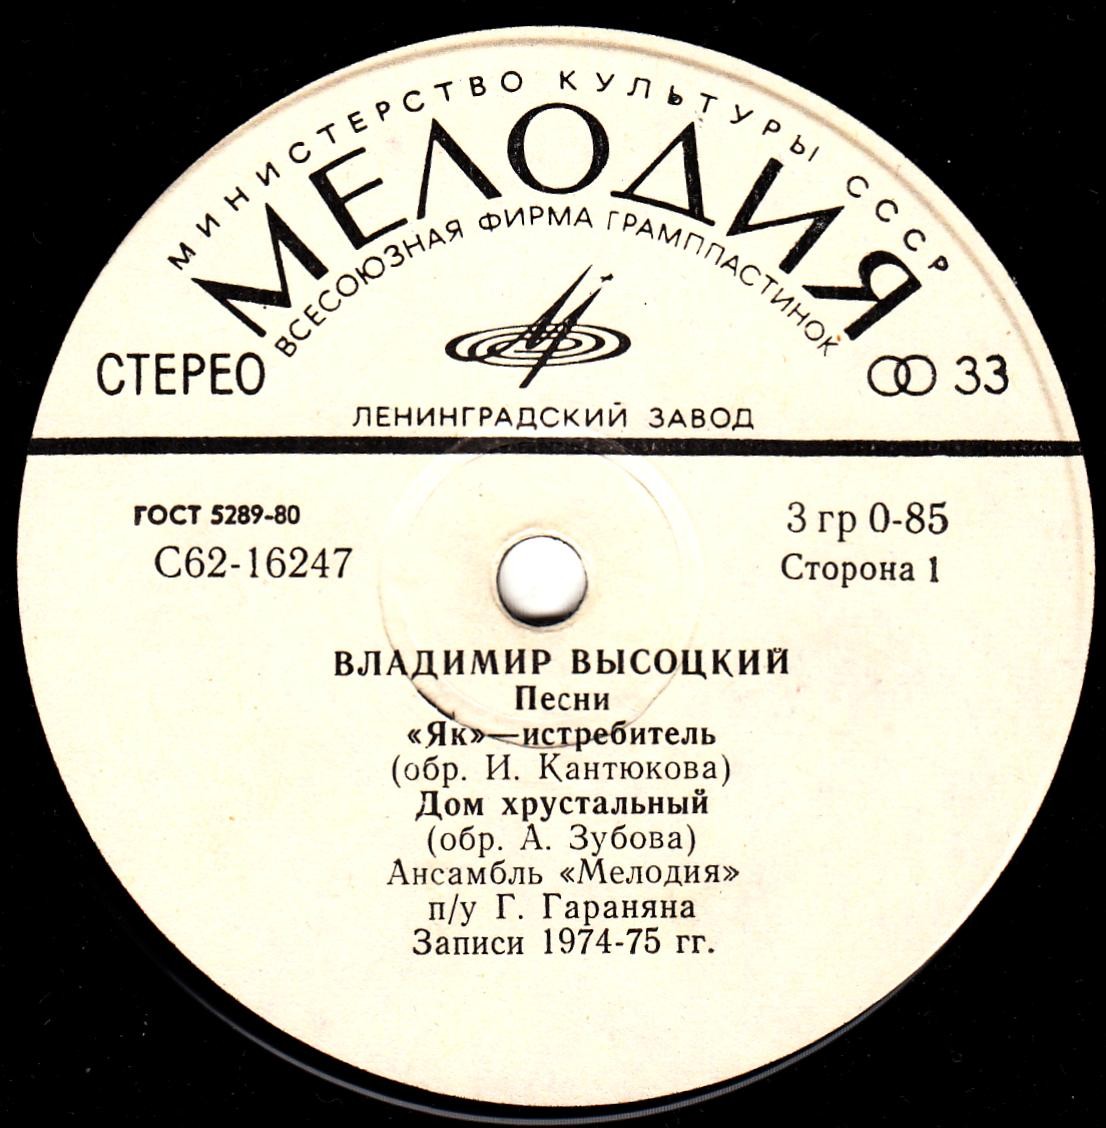 МИНИСТЕРСТВО КУЛЬТУРЫ СССР
МЕЛОДИЯ
ВСЕСОЮЗНАЯ ФИРМА ГРАМПЛАСТИНОК
СТЕРЕО
33
ЛЕНИНГРАДСКИЙ ЗАВОД
ГОСТ 5289-80
3 гр 0-85
С62-16247
Сторона 1
ВЛАДИМИР ВЫСОЦКИЙ
Песни
«Як»—истребитель
(обр. И. Кантюкова)
Дом хрустальный
(обр. А. Зубова)
Ансамбль «Мелодия»
п/у Г. Гараняна
Записи 1974-75 гг.